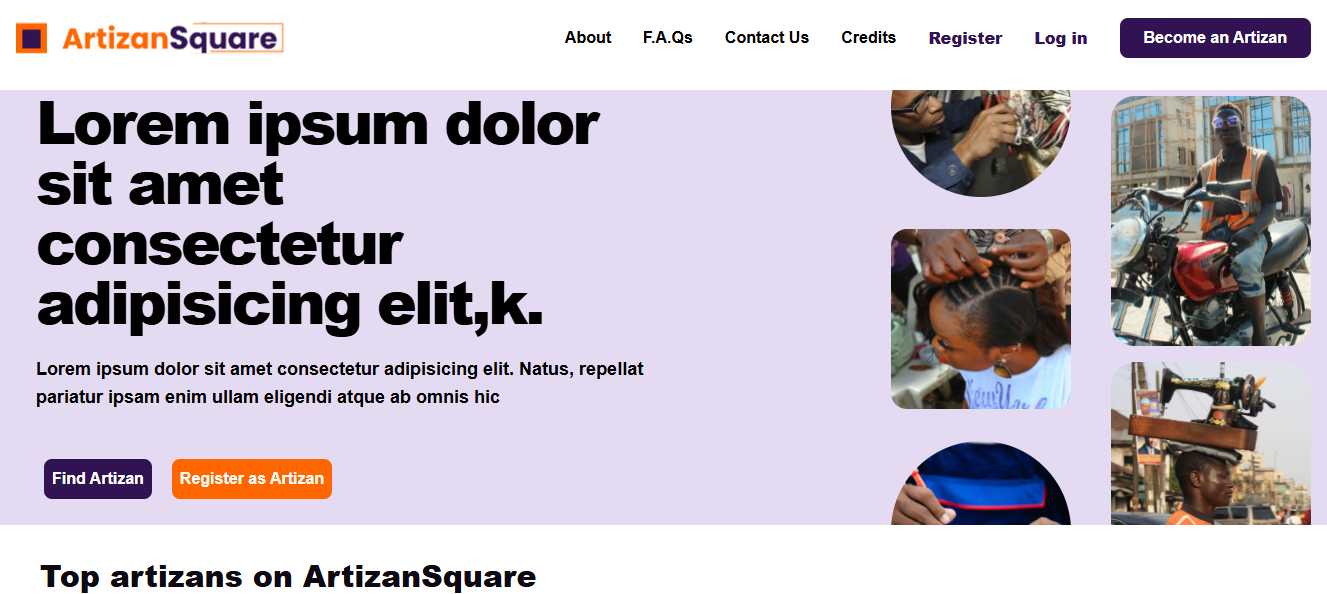 ArtizanSquare
About F.A.Qs Contact Us Credits Register Log in Become an Artizan
Lorem ipsum dolor
sit amet
consectetur
adipisicing elit,k.
Lorem ipsum dolor sit amet consectetur adipisicing elit. Natus, repellat
pariatur ipsam enim ullam eligendi atque ab omnis hic
Find Artizan Register as Artizan
NewYork
Top artizans on ArtizanSquare